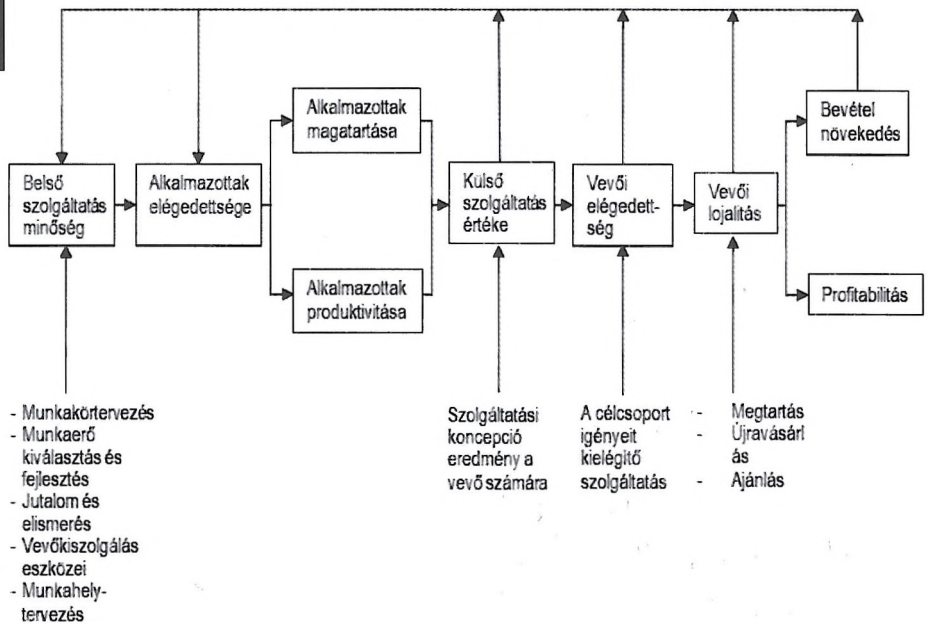 Belső
szolgáltatás
minőség
Alkalmazottak
elégedettsége
Alkalmazottak
magatartása
Alkalmazottak
produktivitása
Külső
szolgáltatás
értéke
Vevői
elégedett-
ség
Vevői
lojalitás
Bevétel
növekedés
Profitabilitás
- Munkakörtervezés
- Munkaerő
kiválasztás és
fejlesztés
- Jutalom és
elismerés
- Vevőkiszolgálás
eszközei
- Munkahely-
tervezés
Szolgáltatási
koncepció
eredmény a
vevő számára
A célcsoport
igényeit
kielégítő
szolgáltatás
- Megtartás
- Újravásárl
ás
- Ajánlás